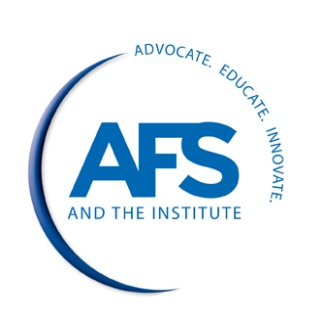 ADVOCATE. EDUCATE. INNOVATE.
AFS
AND THE INSTITUTE